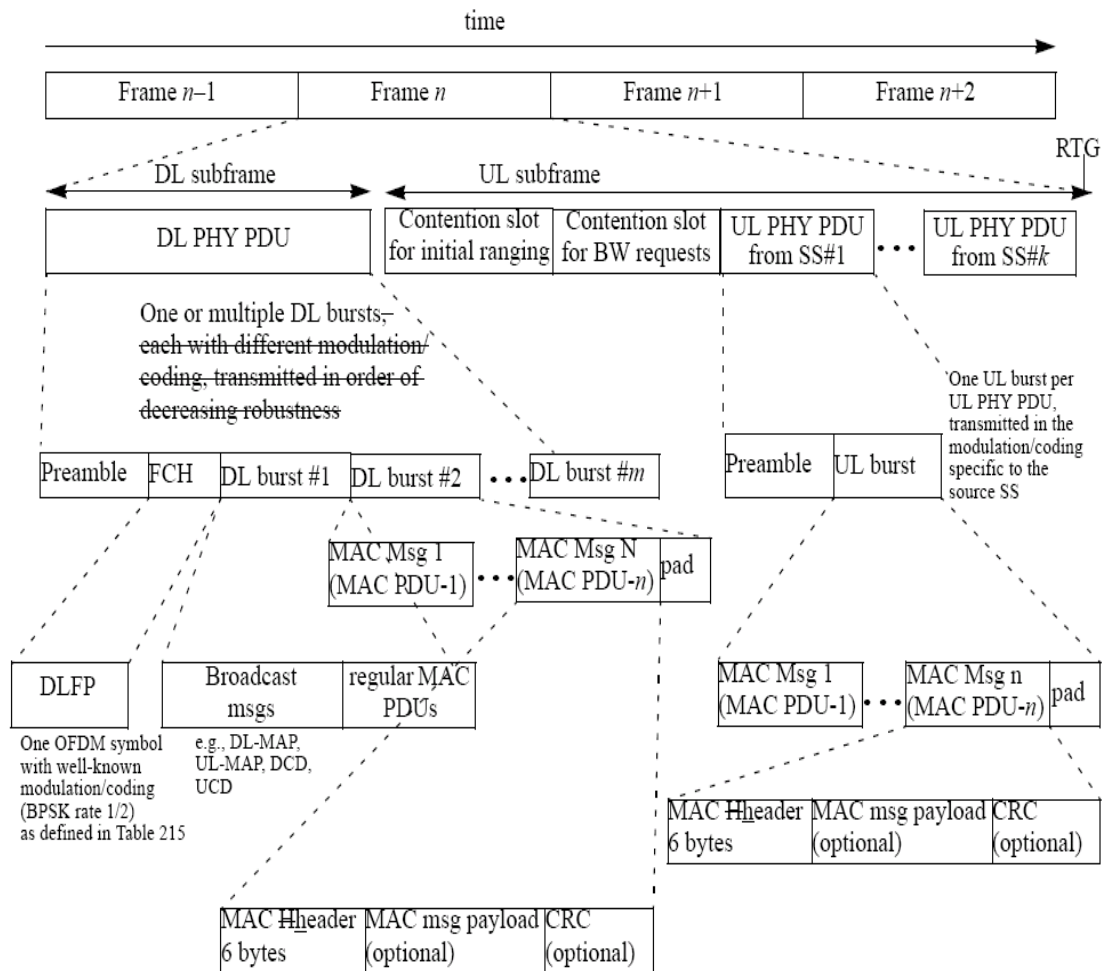 time
Frame n–1 Frame n Frame n+1 Frame n+2
RTG
DL subframe UL subframe
DL PHY PDU
Contention slot
for initial ranging
Contention slot
for BW requests
UL PHY PDU
from SS#1
• • •
UL PHY PDU
from SS#k
One or multiple DL bursts,
each with different modulation/
coding, transmitted in order of
decreasing robustness
One UL burst per
UL PHY PDU,
transmitted in the
modulation/coding
specific to the
source SS
Preamble FCH DL burst #1 DL burst #2 • • • DL burst #m
Preamble UL burst
MAC Msg 1
(MAC PDU-1)
• • •
MAC Msg N
(MAC PDU-n)
pad
DLFP
Broadcast
msgs
regular MAC
PDUs
MAC Msg 1
(MAC PDU-1)
• • •
MAC Msg n
(MAC PDU-n)
pad
One OFDM symbol
with well-known
modulation/coding
(BPSK rate 1/2)
as defined in Table 215
e.g., DL-MAP,
UL-MAP, DCD,
UCD
MAC Hheader
6 bytes
MAC msg payload
(optional)
CRC
(optional)
MAC Hheader
6 bytes
MAC msg payload
(optional)
CRC
(optional)